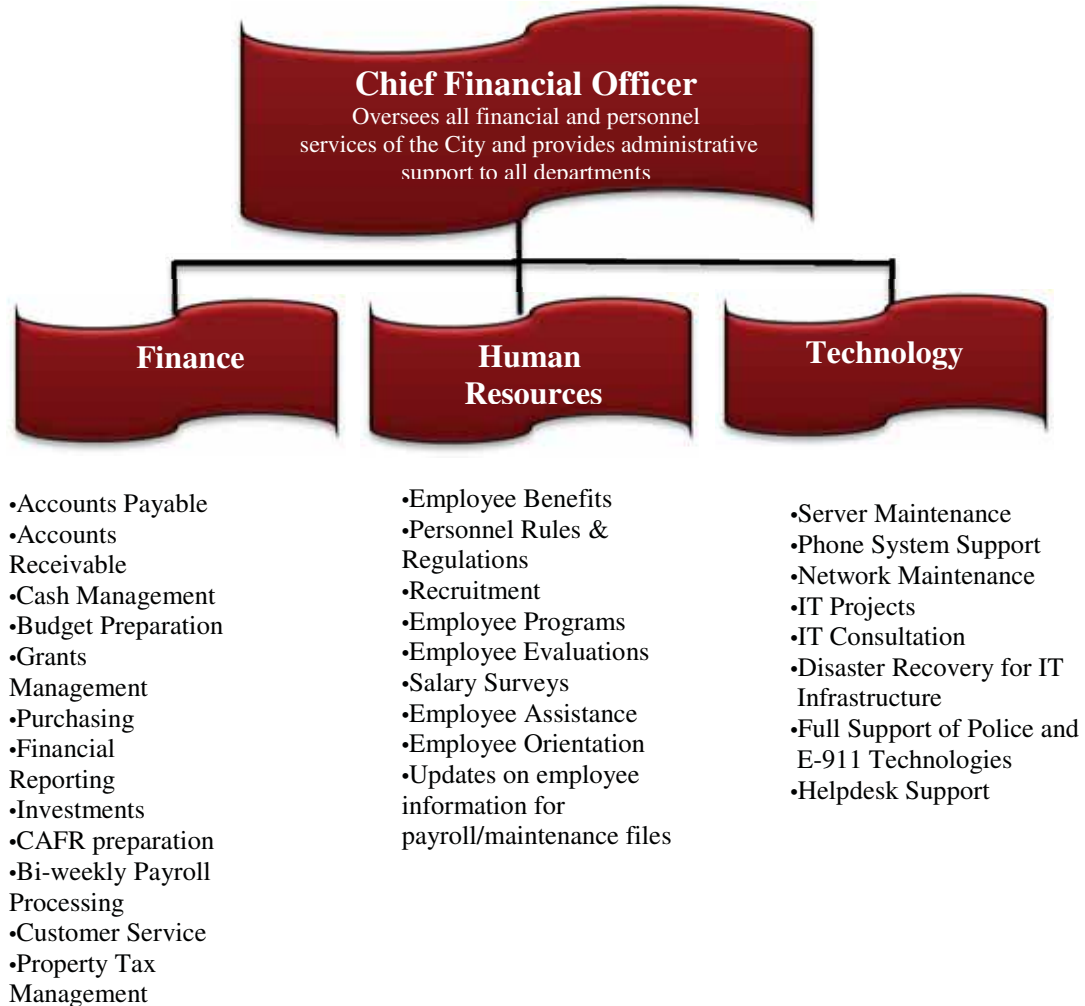 Chief Financial Officer
Oversees all financial and personnel
services of the City and provides administrative
support to all departments
Finance
Human
Resources
Technology
•Accounts Payable
•Accounts
Receivable
•Cash Management
•Budget Preparation
•Grants
Management
•Purchasing
•Financial
Reporting
•Investments
•CAFR preparation
•Bi-weekly Payroll
Processing
•Customer Service
•Property Tax
Management
•Employee Benefits
•Personnel Rules &
Regulations
•Recruitment
•Employee Programs
•Employee Evaluations
•Salary Surveys
•Employee Assistance
•Employee Orientation
•Updates on employee
information for
payroll/maintenance files
•Server Maintenance
•Phone System Support
•Network Maintenance
•IT Projects
•IT Consultation
•Disaster Recovery for IT
Infrastructure
•Full Support of Police and
E-911 Technologies
•Helpdesk Support